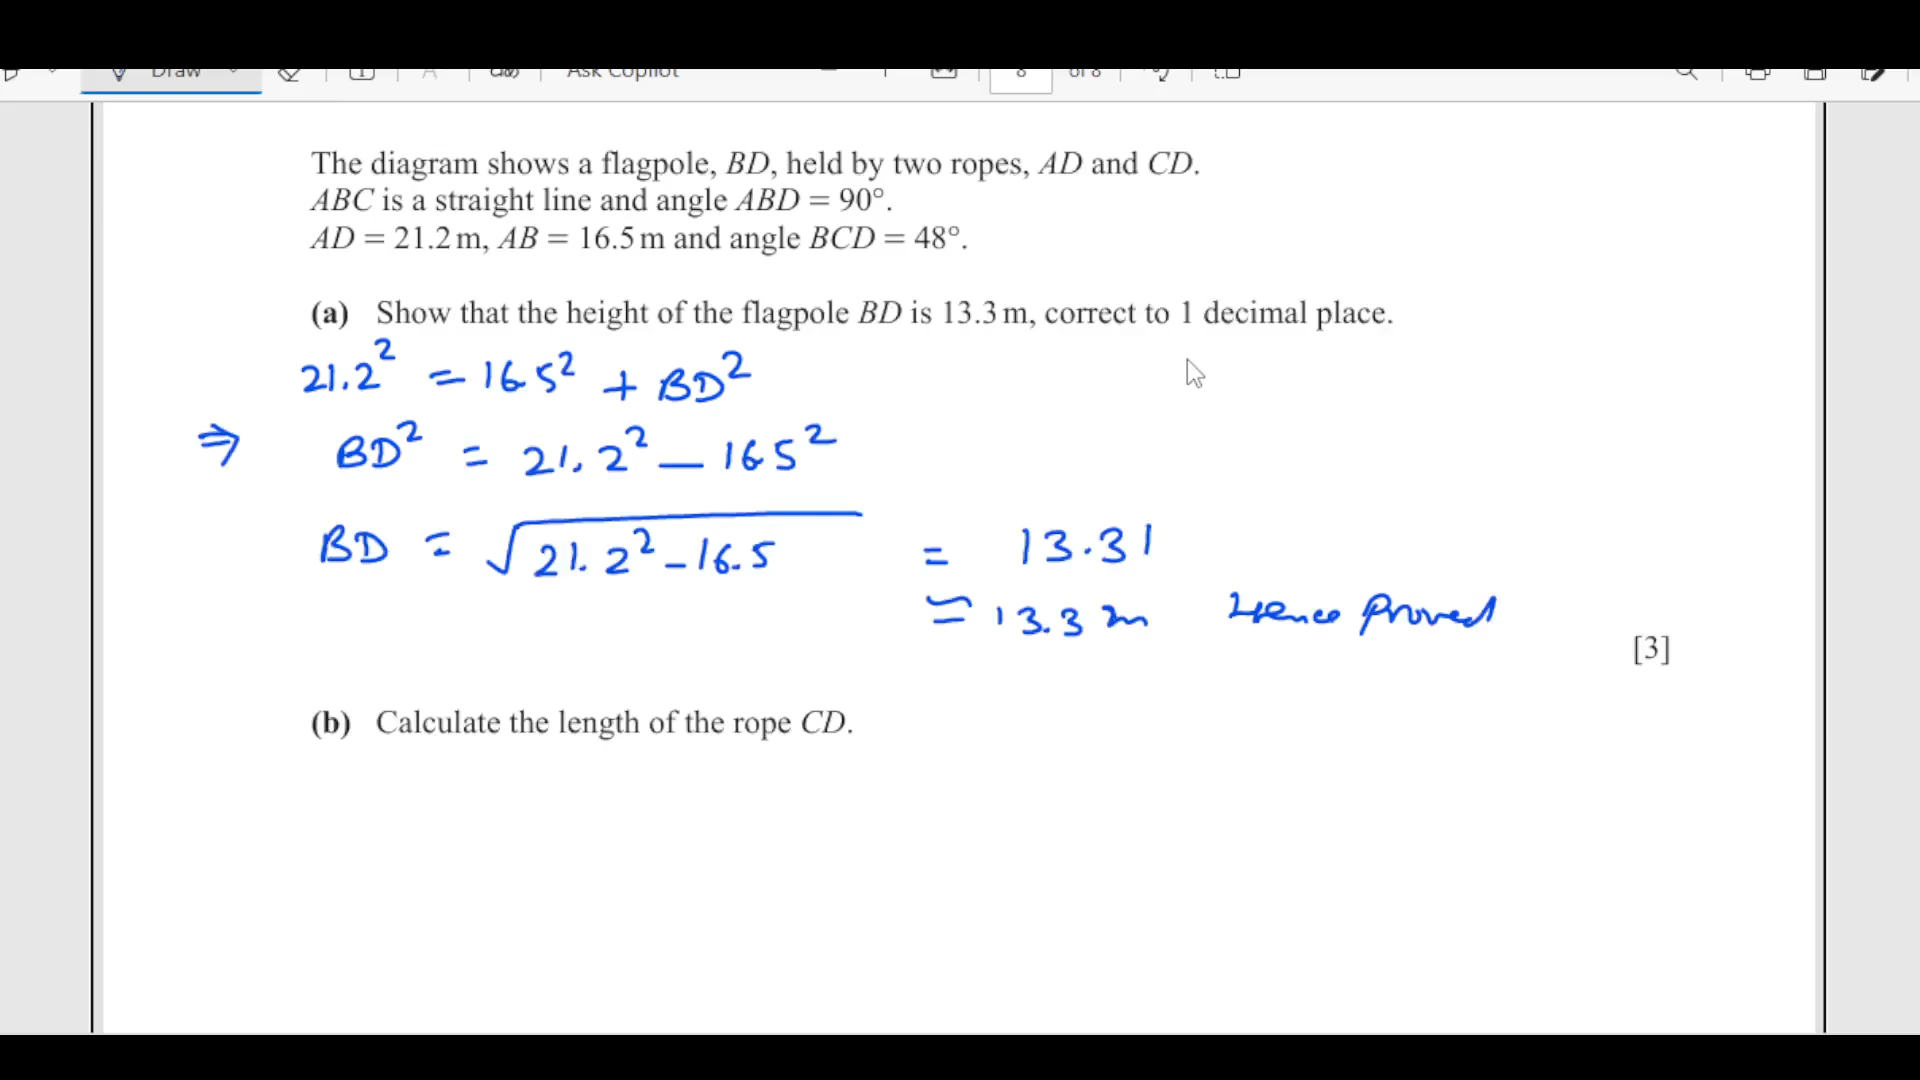 Draw
Ask Copilot
8 of 8
The diagram shows a flagpole, BD, held by two ropes, AD and CD.
ABC is a straight line and angle ABD = 90°.
AD = 21.2 m, AB = 16.5 m and angle BCD = 48°.
(a) Show that the height of the flagpole BD is 13.3 m, correct to 1 decimal place.
21.2² = 16.5² + BD²
⇒ BD² = 21.2² − 16.5²
BD = √21.2² − 16.5 = 13.31
≃ 13.3 m Hence proved
[3]
(b) Calculate the length of the rope CD.